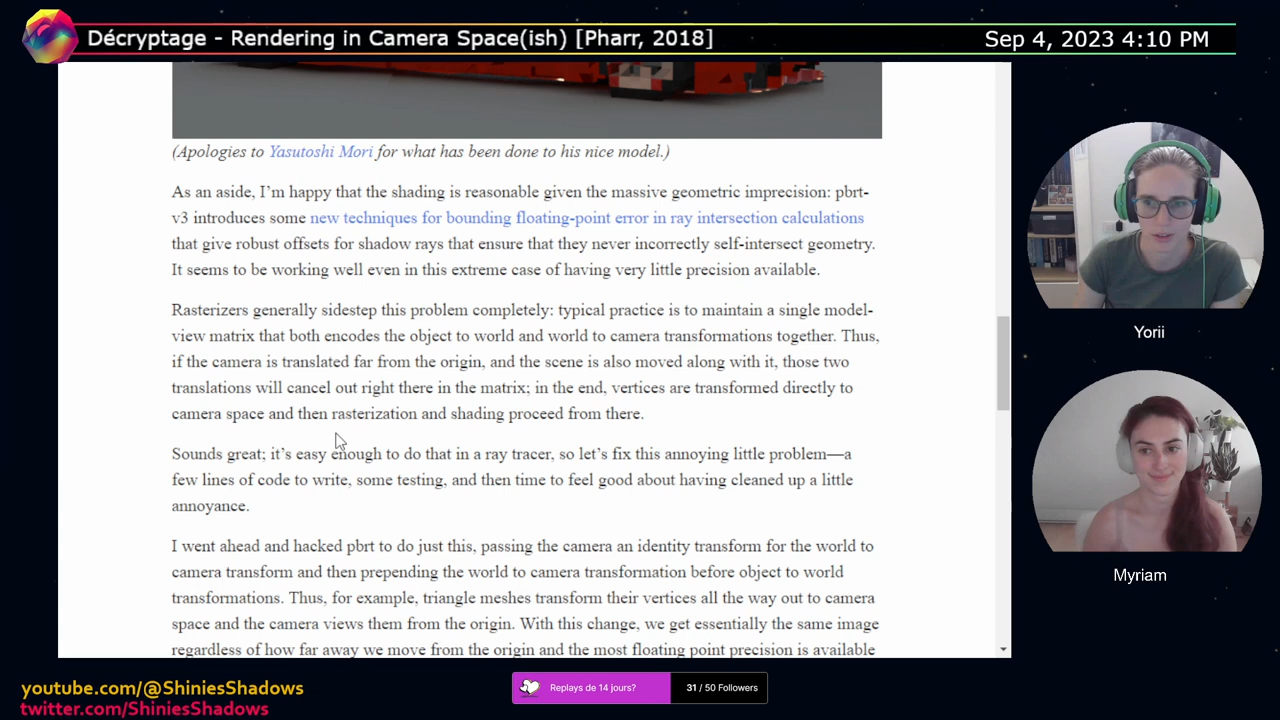 Décryptage - Rendering in Camera Space(ish) [Pharr, 2018]
Sep 4, 2023 4:10 PM
(Apologies to Yasutoshi Mori for what has been done to his nice model.)
As an aside, I’m happy that the shading is reasonable given the massive geometric imprecision: pbrt-
v3 introduces some new techniques for bounding floating-point error in ray intersection calculations
that give robust offsets for shadow rays that ensure that they never incorrectly self-intersect geometry.
It seems to be working well even in this extreme case of having very little precision available.
Rasterizers generally sidestep this problem completely: typical practice is to maintain a single model-
view matrix that both encodes the object to world and world to camera transformations together. Thus,
if the camera is translated far from the origin, and the scene is also moved along with it, those two
translations will cancel out right there in the matrix; in the end, vertices are transformed directly to
camera space and then rasterization and shading proceed from there.
Sounds great; it’s easy enough to do that in a ray tracer, so let’s fix this annoying little problem—a
few lines of code to write, some testing, and then time to feel good about having cleaned up a little
annoyance.
I went ahead and hacked pbrt to do just this, passing the camera an identity transform for the world to
camera transform and then prepending the world to camera transformation before object to world
transformations. Thus, for example, triangle meshes transform their vertices all the way out to camera
space and the camera views them from the origin. With this change, we get essentially the same image
regardless of how far away we move from the origin and the most floating point precision is available
Yorii
Myriam
Replays de 14 jours?
31 / 50 Followers
youtube.com/@ShiniesShadows
twitter.com/ShiniesShadows